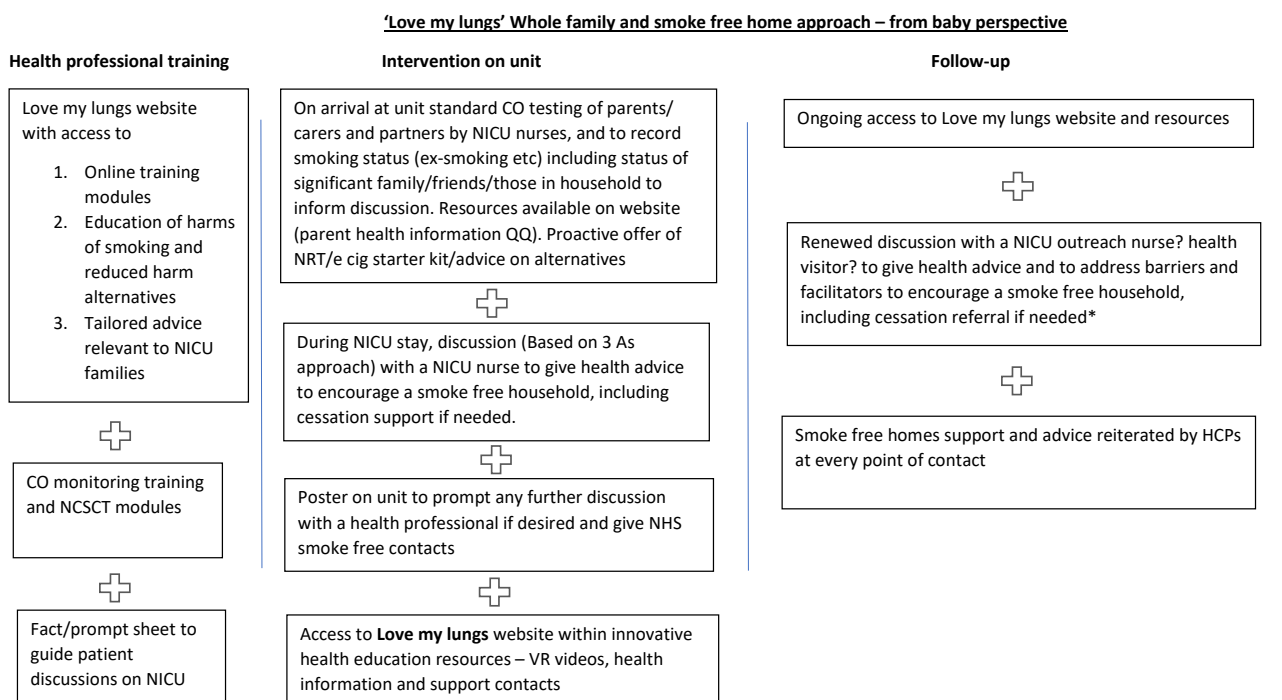 ‘Love my lungs’ Whole family and smoke free home approach – from baby perspective
Health professional training
Love my lungs website
with access to
1. Online training
modules
2. Education of harms
of smoking and
reduced harm
alternatives
3. Tailored advice
relevant to NICU
families
CO monitoring training
and NCSCT modules
Fact/prompt sheet to
guide patient
discussions on NICU
Intervention on unit
On arrival at unit standard CO testing of parents/
carers and partners by NICU nurses, and to record
smoking status (ex-smoking etc) including status of
significant family/friends/those in household to
inform discussion. Resources available on website
(parent health information QQ). Proactive offer of
NRT/e cig starter kit/advice on alternatives
During NICU stay, discussion (Based on 3 As
approach) with a NICU nurse to give health advice
to encourage a smoke free household, including
cessation support if needed.
Poster on unit to prompt any further discussion
with a health professional if desired and give NHS
smoke free contacts
Access to Love my lungs website within innovative
health education resources – VR videos, health
information and support contacts
Follow-up
Ongoing access to Love my lungs website and resources
Renewed discussion with a NICU outreach nurse? health
visitor? to give health advice and to address barriers and
facilitators to encourage a smoke free household,
including cessation referral if needed*
Smoke free homes support and advice reiterated by HCPs
at every point of contact